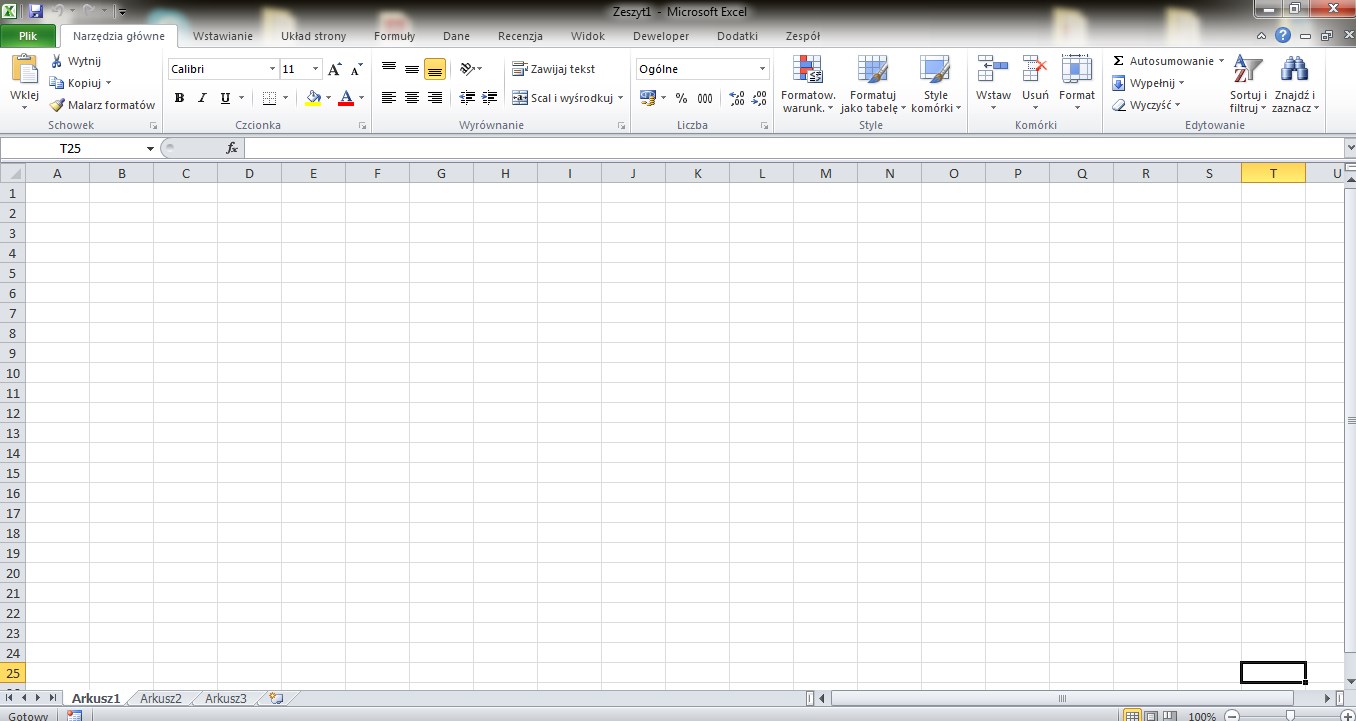 Zeszyt1 - Microsoft Excel
Plik Narzędzia główne Wstawianie Układ strony Formuły Dane Recenzja Widok Deweloper Dodatki Zespół
Wklej
Wytnij
Kopiuj
Malarz formatów
Schowek
Calibri 11
B I U A
Czcionka
Zawijaj tekst
Scal i wyśrodkuj
Wyrównanie
Ogólne
% 000 ,00 ,00
Liczba
Formatow. warunk.
Formatuj jako tabelę
Style komórki
Style
Wstaw Usuń Format
Komórki
Σ Autosumowanie
Wypełnij
Wyczyść
Sortuj i filtruj
Znajdź i zaznacz
Edytowanie
T25 fx
A B C D E F G H I J K L M N O P Q R S T U
1
2
3
4
5
6
7
8
9
10
11
12
13
14
15
16
17
18
19
20
21
22
23
24
25
Arkusz1 Arkusz2 Arkusz3
Gotowy 100%